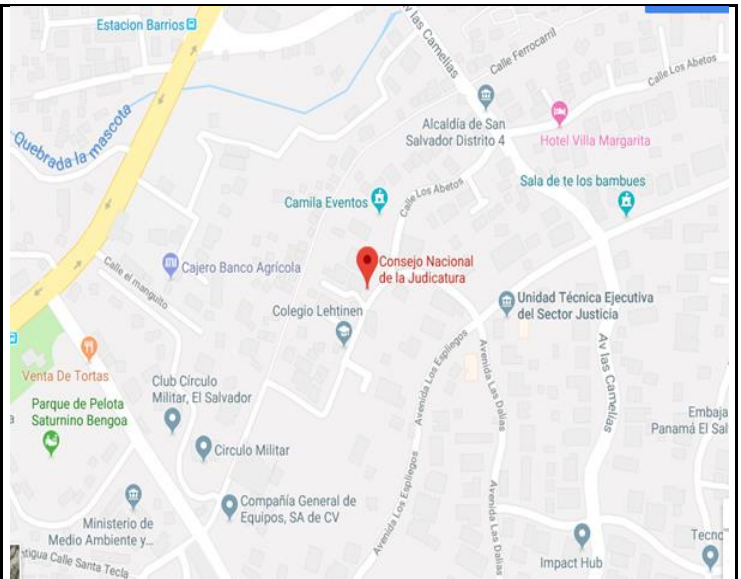 Estacion Barrios
Av las Camelias
Calle Ferrocarril
Calle Los Abetos
Quebrada la mascota
Alcaldía de San
Salvador Distrito 4
Hotel Villa Margarita
Sala de te los bambues
Camila Eventos
Calle Los Abetos
Cajero Banco Agrícola
Consejo Nacional
de la Judicatura
Calle el manguito
Colegio Lehtinen
Unidad Técnica Ejecutiva
del Sector Justicia
Venta De Tortas
Club Círculo
Militar, El Salvador
Avenida Los Espliegos
Avenida Las Dalias
Av las Camelias
Parque de Pelota
Saturnino Bengoa
Embaja
Panamá El Sal
Circulo Militar
Compañía General de
Equipos, SA de CV
Avenida Los Espliegos
Avenida Las Dalias
Ministerio de
Medio Ambiente y...
Impact Hub
Tecno
tigua Calle Santa Tecla